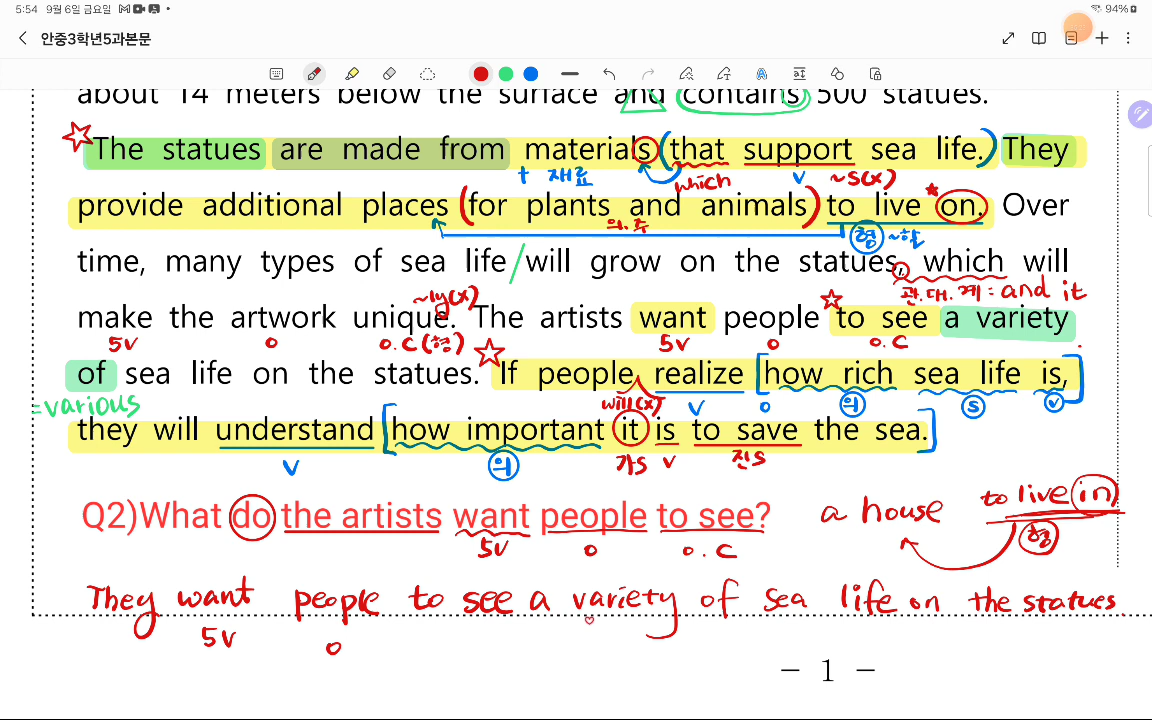 5:54 9월 6일 금요일 94%
안중3학년5과본문
about 14 meters below the surface and contains 500 statues.
☆The statues are made from materials (that support sea life.) They
+ 재료 which v ~s(x)
provide additional places (for plants and animals) to live on. Over
의.주 형 ~할
time, many types of sea life / will grow on the statues, which will
~ly(x) 관.대.계 : and it
make the artwork unique. The artists want people ☆to see a variety
5V o o.c(형) 5V o o.c
of sea life on the statues. ☆If people realize [how rich sea life is,]
=various will(x) v o 의 s v
they will understand [how important it is to save the sea.]
v 의 가s v 진s
Q2)What do the artists want people to see? a house to live in
5V o o.c 형
They want people to see a variety of sea life on the statues.
5V o
- 1 -